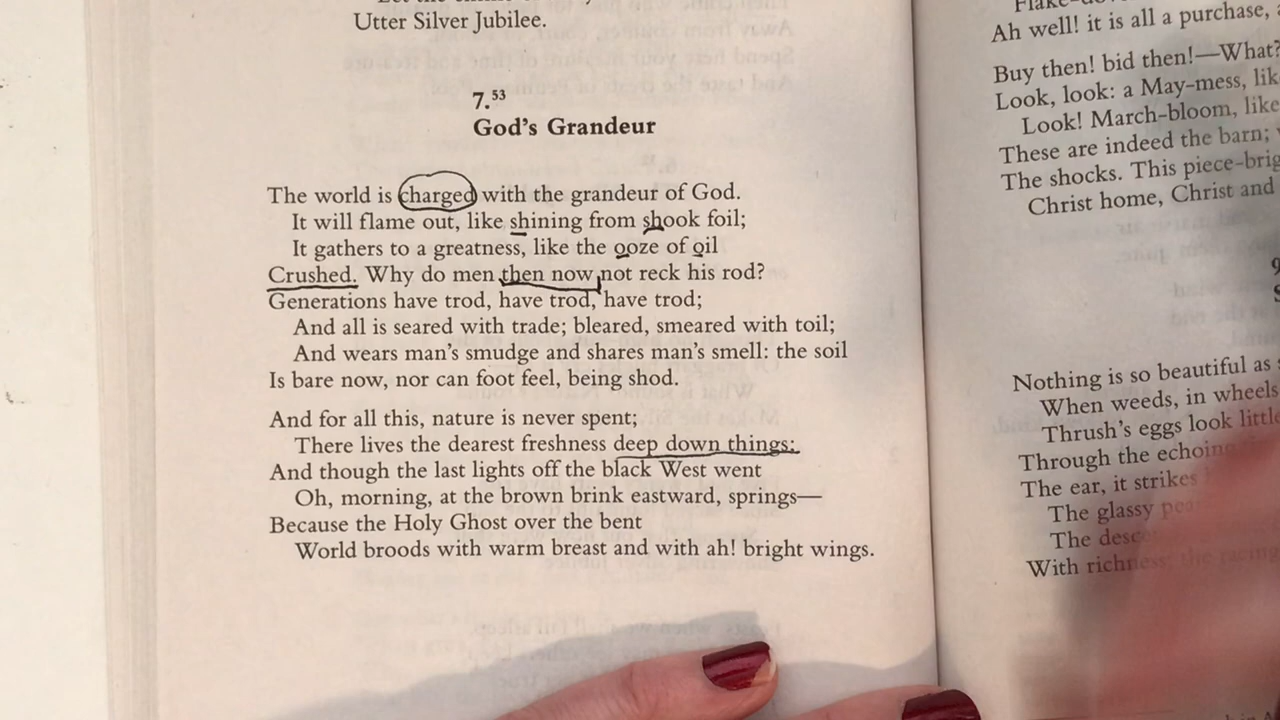 Utter Silver Jubilee.
7.53
God's Grandeur
The world is charged with the grandeur of God.
It will flame out, like shining from shook foil;
It gathers to a greatness, like the ooze of oil
Crushed. Why do men then now not reck his rod?
Generations have trod, have trod, have trod;
And all is seared with trade; bleared, smeared with toil;
And wears man's smudge and shares man's smell: the soil
Is bare now, nor can foot feel, being shod.
And for all this, nature is never spent;
There lives the dearest freshness deep down things;
And though the last lights off the black West went
Oh, morning, at the brown brink eastward, springs—
Because the Holy Ghost over the bent
World broods with warm breast and with ah! bright wings.
Ah well! it is all a purchase,
Buy then! bid then!—What?
Look, look: a May-mess,
Look! March-bloom, like
These are indeed the barn;
The shocks. This
Christ home, Christ and
Nothing is so beautiful as
When weeds, in wheels
Thrush's eggs look
Through the
The ear, it strikes
The glassy
The
With